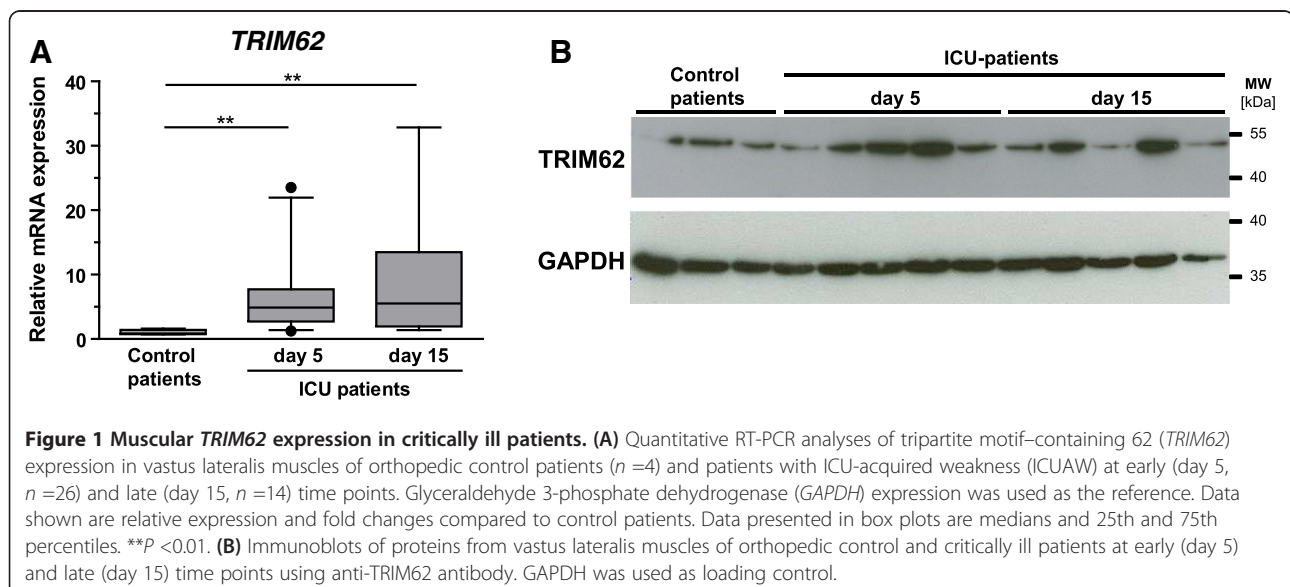 A
TRIM62
Relative mRNA expression
40
30
20
10
0
**
**
Control
patients
day 5
day 15
ICU patients
B
ICU-patients
Control
patients
day 5
day 15
MW
[kDa]
TRIM62
55
40
GAPDH
40
35
Figure 1 Muscular TRIM62 expression in critically ill patients. (A) Quantitative RT-PCR analyses of tripartite motif–containing 62 (TRIM62)
expression in vastus lateralis muscles of orthopedic control patients (n =4) and patients with ICU-acquired weakness (ICUAW) at early (day 5,
n =26) and late (day 15, n =14) time points. Glyceraldehyde 3-phosphate dehydrogenase (GAPDH) expression was used as the reference. Data
shown are relative expression and fold changes compared to control patients. Data presented in box plots are medians and 25th and 75th
percentiles. **P <0.01. (B) Immunoblots of proteins from vastus lateralis muscles of orthopedic control and critically ill patients at early (day 5)
and late (day 15) time points using anti-TRIM62 antibody. GAPDH was used as loading control.